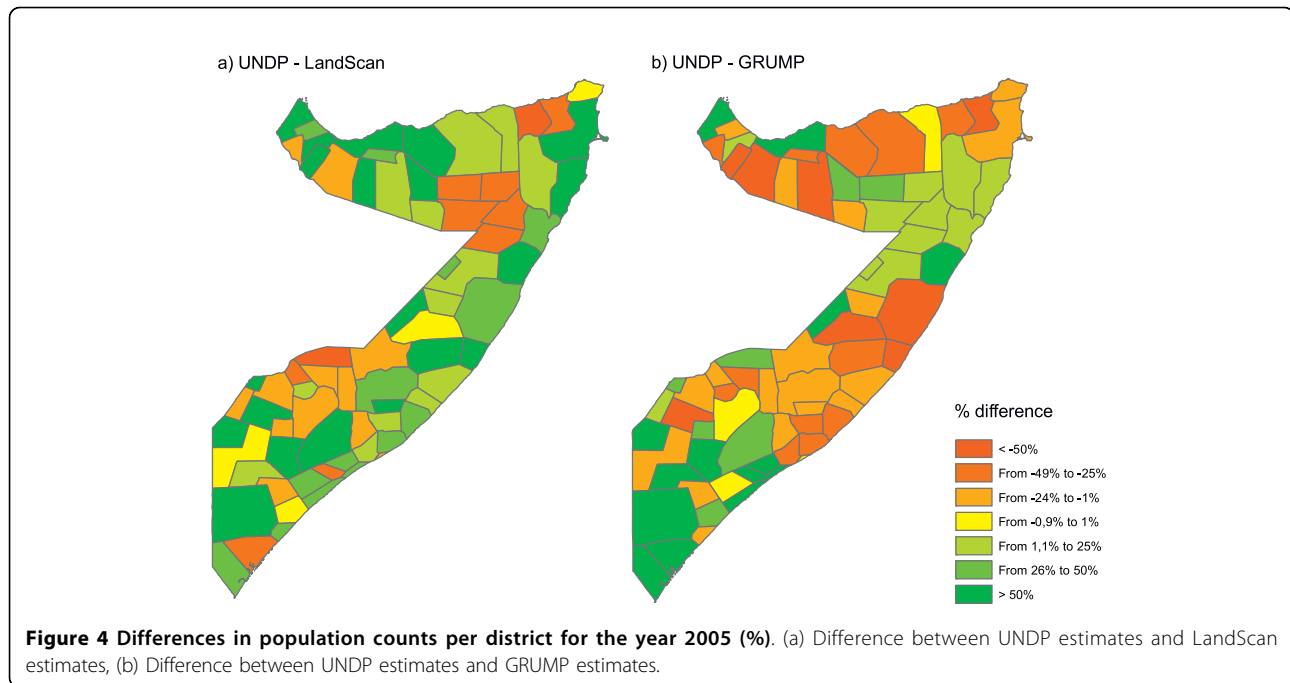 a) UNDP - LandScan
b) UNDP - GRUMP
% difference
< -50%
From -49% to -25%
From -24% to -1%
From -0,9% to 1%
From 1,1% to 25%
From 26% to 50%
> 50%
Figure 4 Differences in population counts per district for the year 2005 (%). (a) Difference between UNDP estimates and LandScan
estimates, (b) Difference between UNDP estimates and GRUMP estimates.